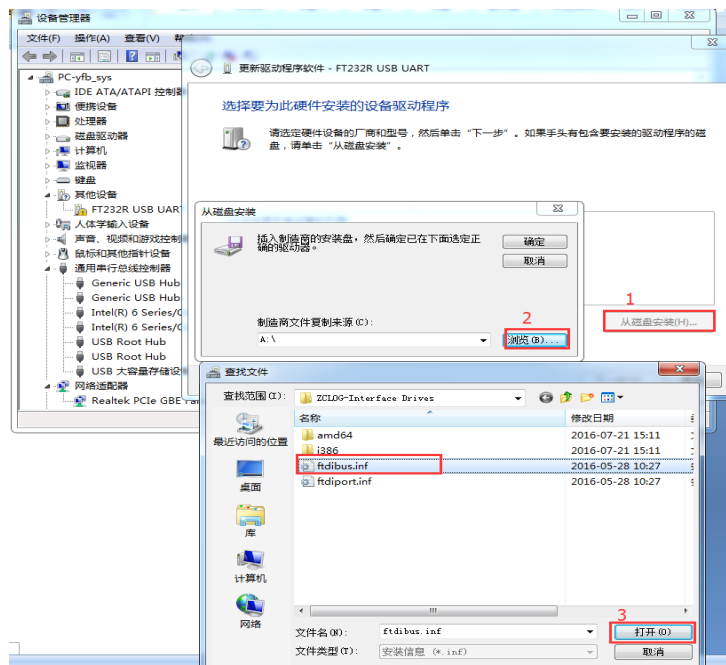 设备管理器
文件(F) 操作(A) 查看(V)
PC-yfb_sys
IDE ATA/ATAPI 控制
便携设备
处理器
磁盘驱动器
计算机
监视器
键盘
其他设备
FT232R USB UART
人体学输入设备
声音、视频和游戏控制
鼠标和其他指针设备
通用串行总线控制器
Generic USB Hub
Generic USB Hub
Intel(R) 6 Series/C
Intel(R) 6 Series/C
USB Root Hub
USB Root Hub
USB 大容量存储设
网络适配器
Realtek PCIe GBE
更新驱动程序软件 - FT232R USB UART
选择要为此硬件安装的设备驱动程序
请选定硬件设备的厂商和型号，然后单击“下一步”。如果手头有包含要安装的驱动程序的磁
盘，请单击“从磁盘安装”。
1
从磁盘安装(H)...
从磁盘安装
插入制造商的安装盘，然后确定已在下面选定正
确的驱动器。
确定
取消
制造商文件复制来源(C):
A:\
2
浏览(B)...
查找文件
查找范围(I):
ZCLOG-Interface Drives
最近访问的位置
桌面
库
计算机
网络
名称
修改日期
amd64
2016-07-21 15:11
i386
2016-07-21 15:11
ftdibus.inf
2016-05-28 10:27
ftdiport.inf
2016-05-28 10:27
3
文件名(N):
ftdibus.inf
打开(O)
文件类型(T):
安装信息 (*.inf)
取消